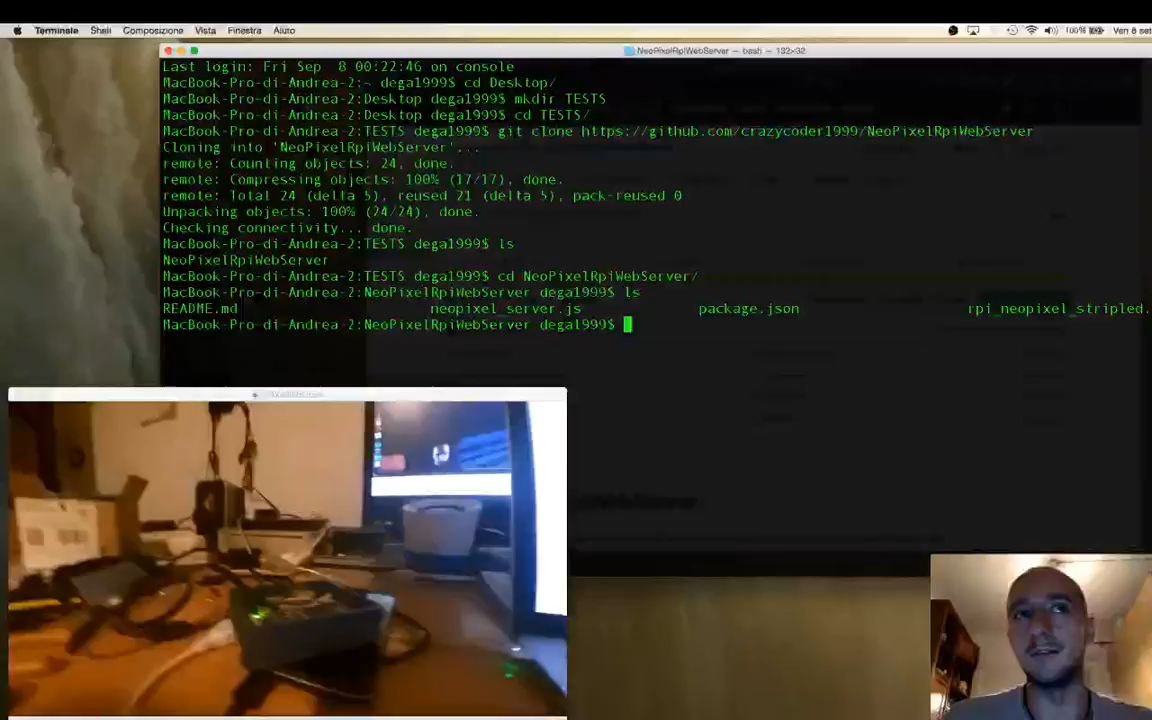 Terminale Shell Composizione Vista Finestra Aiuto 100% Ven 8 set
NeoPixelRpiWebServer — bash — 132×32
Last login: Fri Sep  8 00:22:46 on console
MacBook-Pro-di-Andrea-2:~ dega1999$ cd Desktop/
MacBook-Pro-di-Andrea-2:Desktop dega1999$ mkdir TESTS
MacBook-Pro-di-Andrea-2:Desktop dega1999$ cd TESTS/
MacBook-Pro-di-Andrea-2:TESTS dega1999$ git clone https://github.com/crazycoder1999/NeoPixelRpiWebServer
Cloning into 'NeoPixelRpiWebServer'...
remote: Counting objects: 24, done.
remote: Compressing objects: 100% (17/17), done.
remote: Total 24 (delta 5), reused 21 (delta 5), pack-reused 0
Unpacking objects: 100% (24/24), done.
Checking connectivity... done.
MacBook-Pro-di-Andrea-2:TESTS dega1999$ ls
NeoPixelRpiWebServer
MacBook-Pro-di-Andrea-2:TESTS dega1999$ cd NeoPixelRpiWebServer/
MacBook-Pro-di-Andrea-2:NeoPixelRpiWebServer dega1999$ ls
README.md neopixel_server.js package.json rpi_neopixel_stripled.
MacBook-Pro-di-Andrea-2:NeoPixelRpiWebServer dega1999$